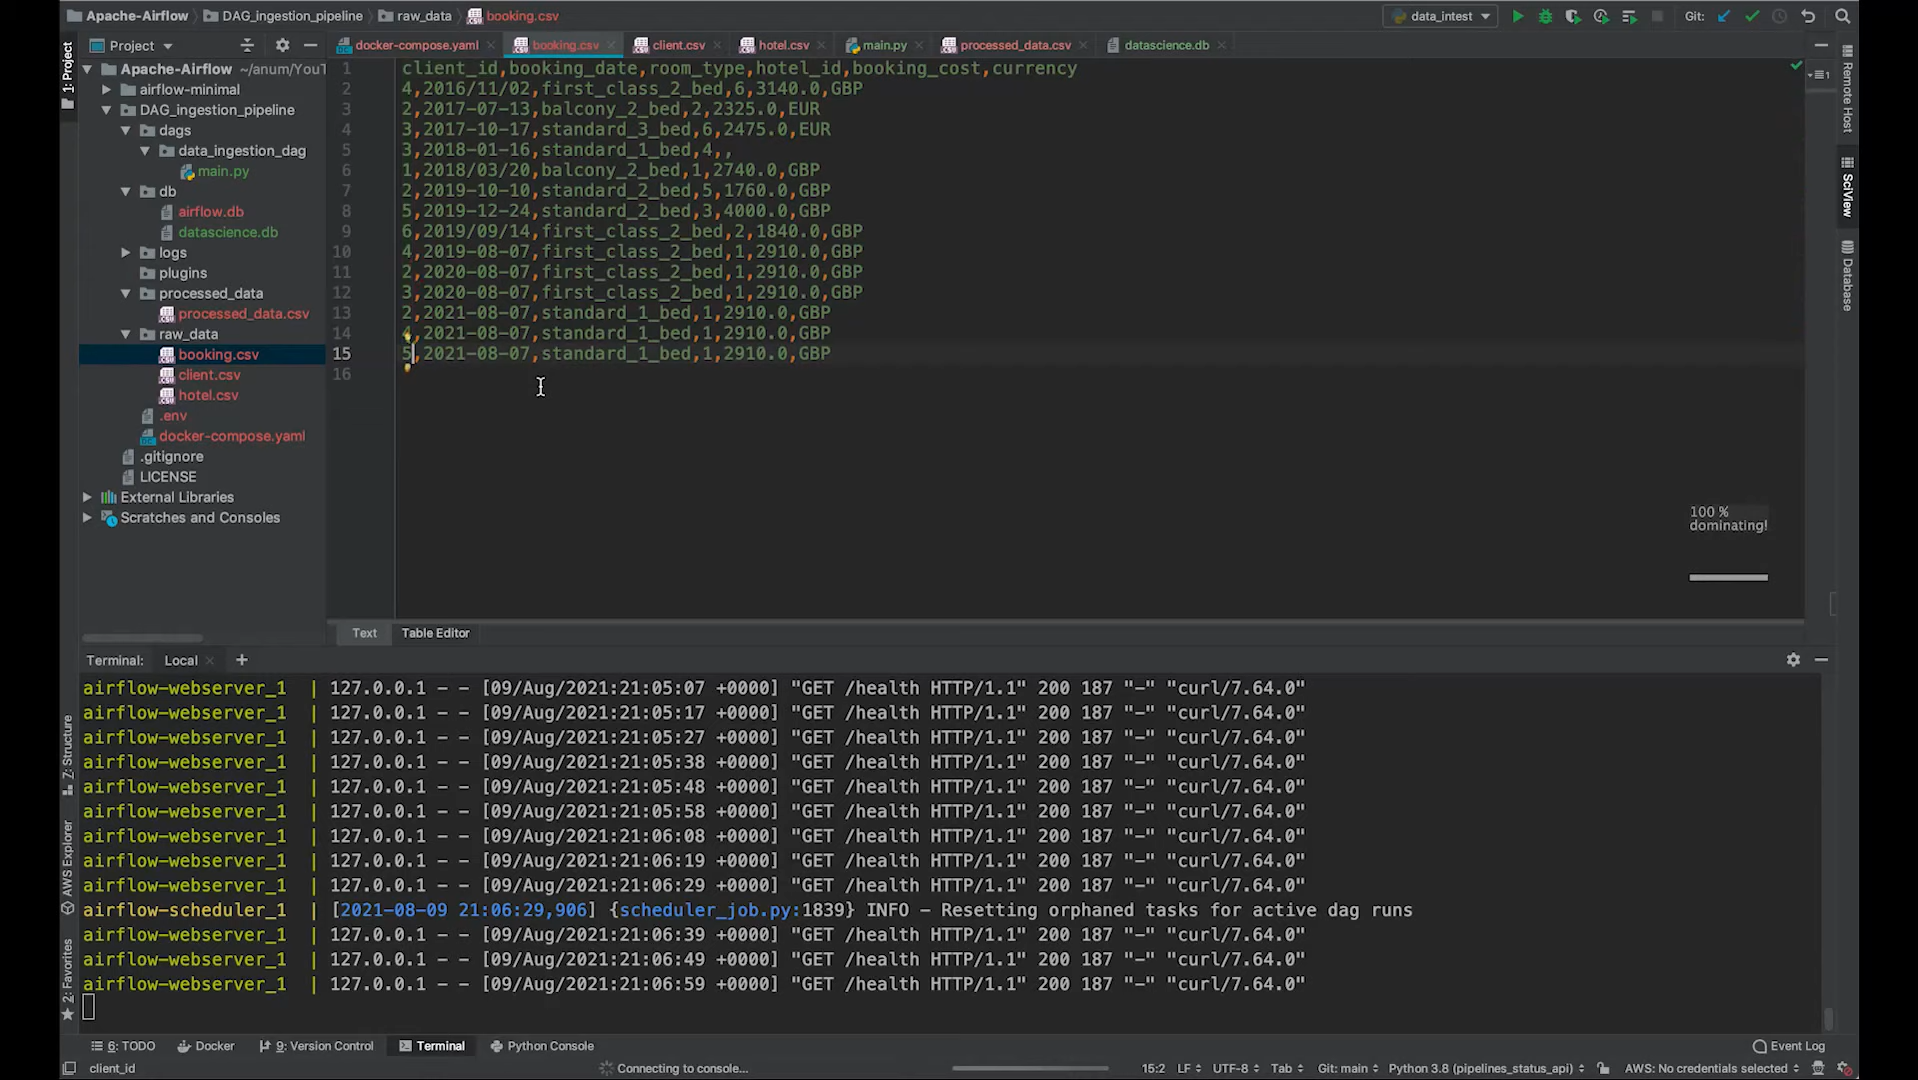 Apache-Airflow DAG_ingestion_pipeline raw_data booking.csv
data_intest Git:
Project
docker-compose.yaml booking.csv client.csv hotel.csv main.py processed_data.csv datascience.db
Apache-Airflow ~/anum/YouT
airflow-minimal
DAG_ingestion_pipeline
dags
data_ingestion_dag
main.py
db
airflow.db
datascience.db
logs
plugins
processed_data
processed_data.csv
raw_data
booking.csv
client.csv
hotel.csv
.env
docker-compose.yaml
.gitignore
LICENSE
External Libraries
Scratches and Consoles
1 client_id,booking_date,room_type,hotel_id,booking_cost,currency
2 4,2016/11/02,first_class_2_bed,6,3140.0,GBP
3 2,2017-07-13,balcony_2_bed,2,2325.0,EUR
4 3,2017-10-17,standard_3_bed,6,2475.0,EUR
5 3,2018-01-16,standard_1_bed,4,,
6 1,2018/03/20,balcony_2_bed,1,2740.0,GBP
7 2,2019-10-10,standard_2_bed,5,1760.0,GBP
8 5,2019-12-24,standard_2_bed,3,4000.0,GBP
9 6,2019/09/14,first_class_2_bed,2,1840.0,GBP
10 4,2019-08-07,first_class_2_bed,1,2910.0,GBP
11 2,2020-08-07,first_class_2_bed,1,2910.0,GBP
12 3,2020-08-07,first_class_2_bed,1,2910.0,GBP
13 2,2021-08-07,standard_1_bed,1,2910.0,GBP
14 4,2021-08-07,standard_1_bed,1,2910.0,GBP
15 5,2021-08-07,standard_1_bed,1,2910.0,GBP
16
100 %
dominating!
1: Project
Remote Host
SciView
Database
Text Table Editor
Terminal: Local
airflow-webserver_1 | 127.0.0.1 - - [09/Aug/2021:21:05:07 +0000] "GET /health HTTP/1.1" 200 187 "-" "curl/7.64.0"
airflow-webserver_1 | 127.0.0.1 - - [09/Aug/2021:21:05:17 +0000] "GET /health HTTP/1.1" 200 187 "-" "curl/7.64.0"
airflow-webserver_1 | 127.0.0.1 - - [09/Aug/2021:21:05:27 +0000] "GET /health HTTP/1.1" 200 187 "-" "curl/7.64.0"
airflow-webserver_1 | 127.0.0.1 - - [09/Aug/2021:21:05:38 +0000] "GET /health HTTP/1.1" 200 187 "-" "curl/7.64.0"
airflow-webserver_1 | 127.0.0.1 - - [09/Aug/2021:21:05:48 +0000] "GET /health HTTP/1.1" 200 187 "-" "curl/7.64.0"
airflow-webserver_1 | 127.0.0.1 - - [09/Aug/2021:21:05:58 +0000] "GET /health HTTP/1.1" 200 187 "-" "curl/7.64.0"
airflow-webserver_1 | 127.0.0.1 - - [09/Aug/2021:21:06:08 +0000] "GET /health HTTP/1.1" 200 187 "-" "curl/7.64.0"
airflow-webserver_1 | 127.0.0.1 - - [09/Aug/2021:21:06:19 +0000] "GET /health HTTP/1.1" 200 187 "-" "curl/7.64.0"
airflow-webserver_1 | 127.0.0.1 - - [09/Aug/2021:21:06:29 +0000] "GET /health HTTP/1.1" 200 187 "-" "curl/7.64.0"
airflow-scheduler_1 | [2021-08-09 21:06:29,906] {scheduler_job.py:1839} INFO - Resetting orphaned tasks for active dag runs
airflow-webserver_1 | 127.0.0.1 - - [09/Aug/2021:21:06:39 +0000] "GET /health HTTP/1.1" 200 187 "-" "curl/7.64.0"
airflow-webserver_1 | 127.0.0.1 - - [09/Aug/2021:21:06:49 +0000] "GET /health HTTP/1.1" 200 187 "-" "curl/7.64.0"
airflow-webserver_1 | 127.0.0.1 - - [09/Aug/2021:21:06:59 +0000] "GET /health HTTP/1.1" 200 187 "-" "curl/7.64.0"
7: Structure
AWS Explorer
2: Favorites
6: TODO Docker 9: Version Control Terminal Python Console Event Log
client_id Connecting to console... 15:2 LF UTF-8 Tab Git: main Python 3.8 (pipelines_status_api) AWS: No credentials selected